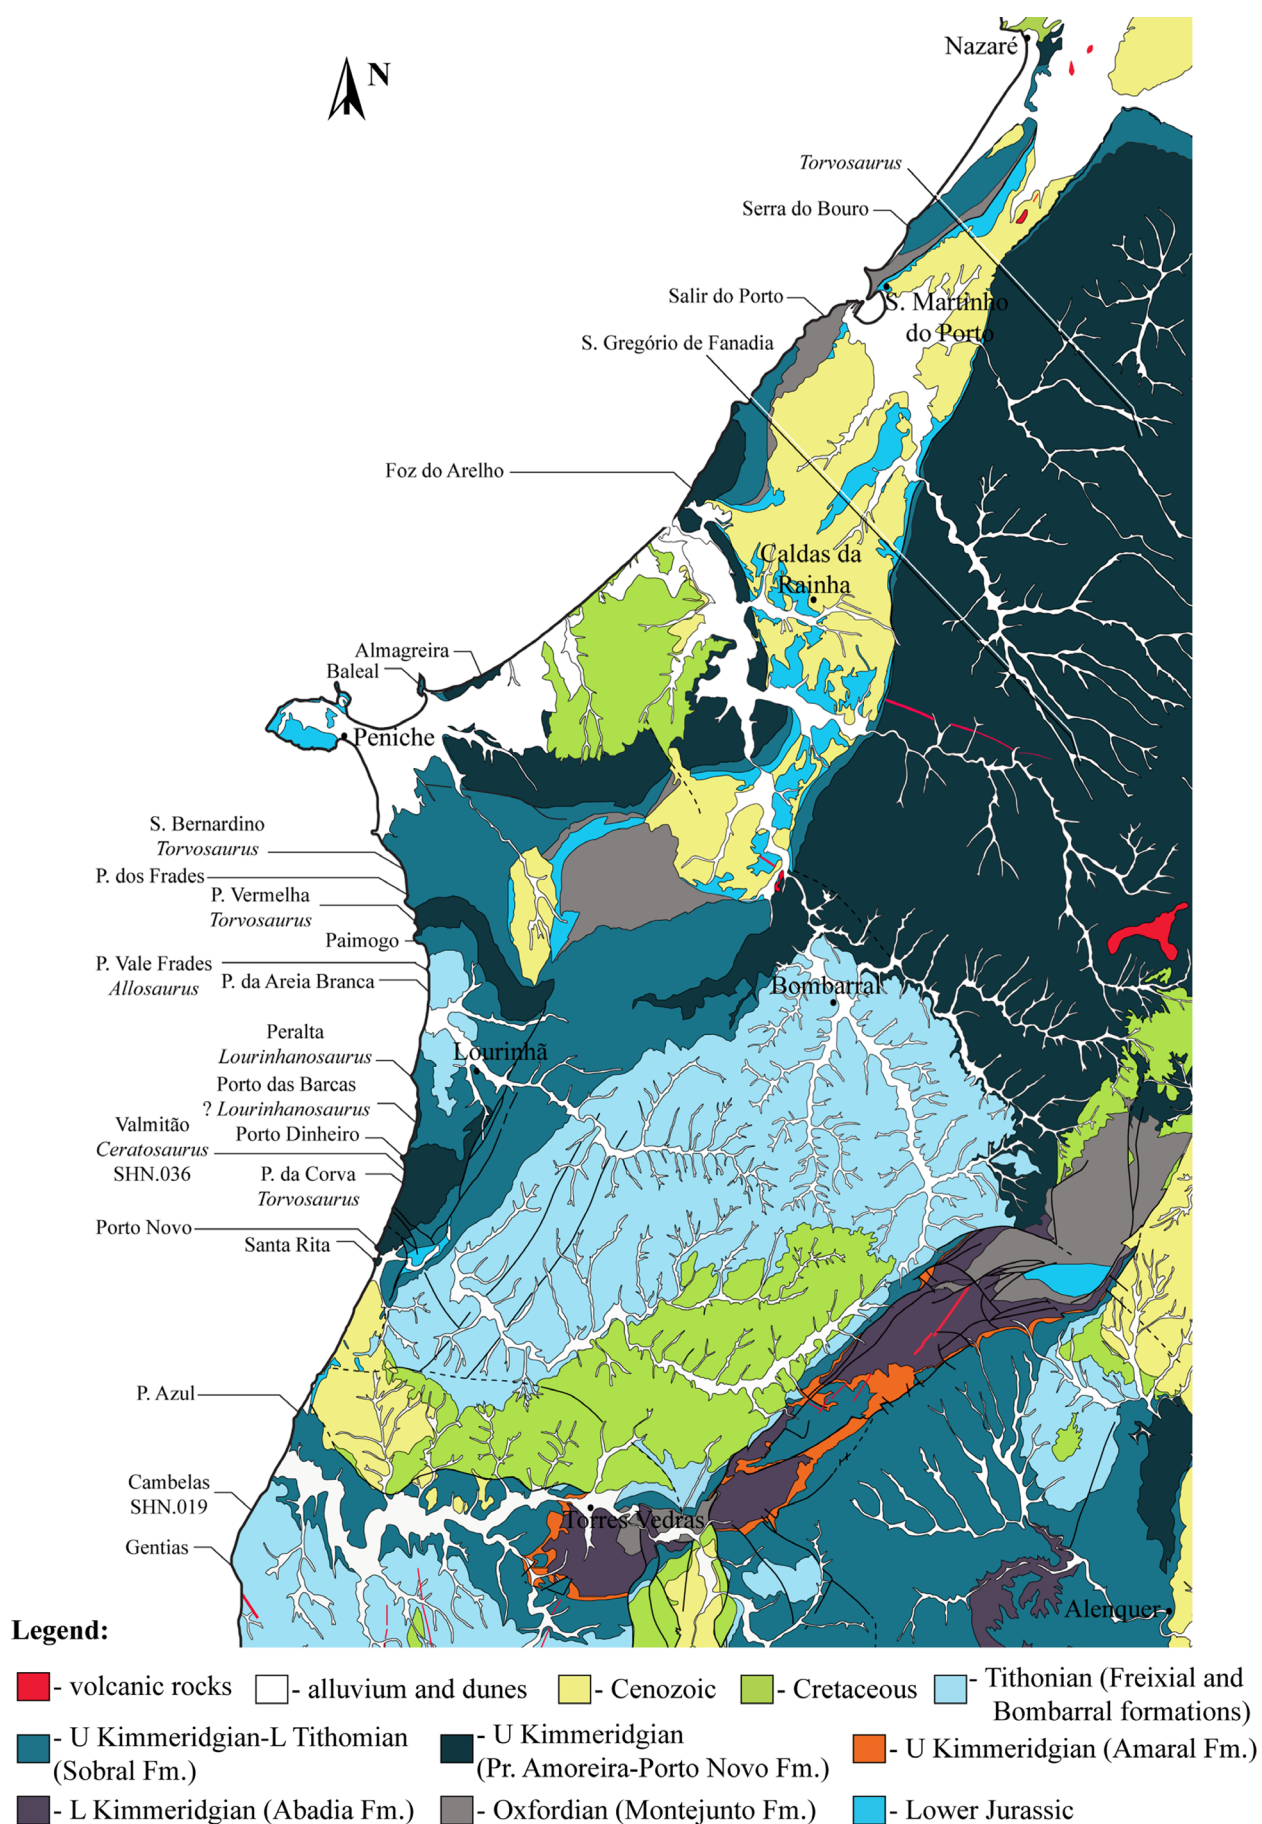 Nazaré
N
Torvosaurus
Serra do Bouro
Salir do Porto
S. Martinho
do Porto
S. Gregório de Fanadia
Foz do Arelho
Caldas da
Rainha
Almagreira
Baleal
Peniche
S. Bernardino
Torvosaurus
P. dos Frades
P. Vermelha
Torvosaurus
Paimogo
P. Vale Frades
Allosaurus
P. da Areia Branca
Bombarral
Peralta
Lourinhanosaurus
Lourinhã
Porto das Barcas
? Lourinhanosaurus
Valmitão
Ceratosaurus
SHN.036
Porto Dinheiro
P. da Corva
Torvosaurus
Porto Novo
Santa Rita
P. Azul
Cambelas
SHN.019
Torres Vedras
Gentias
Alenquer
Legend:
- volcanic rocks
- alluvium and dunes
- Cenozoic
- Cretaceous
- Tithonian (Freixial and
Bombarral formations)
- U Kimmeridgian-L Tithomian
(Sobral Fm.)
- U Kimmeridgian
(Pr. Amoreira-Porto Novo Fm.)
- U Kimmeridgian (Amaral Fm.)
- L Kimmeridgian (Abadia Fm.)
- Oxfordian (Montejunto Fm.)
- Lower Jurassic